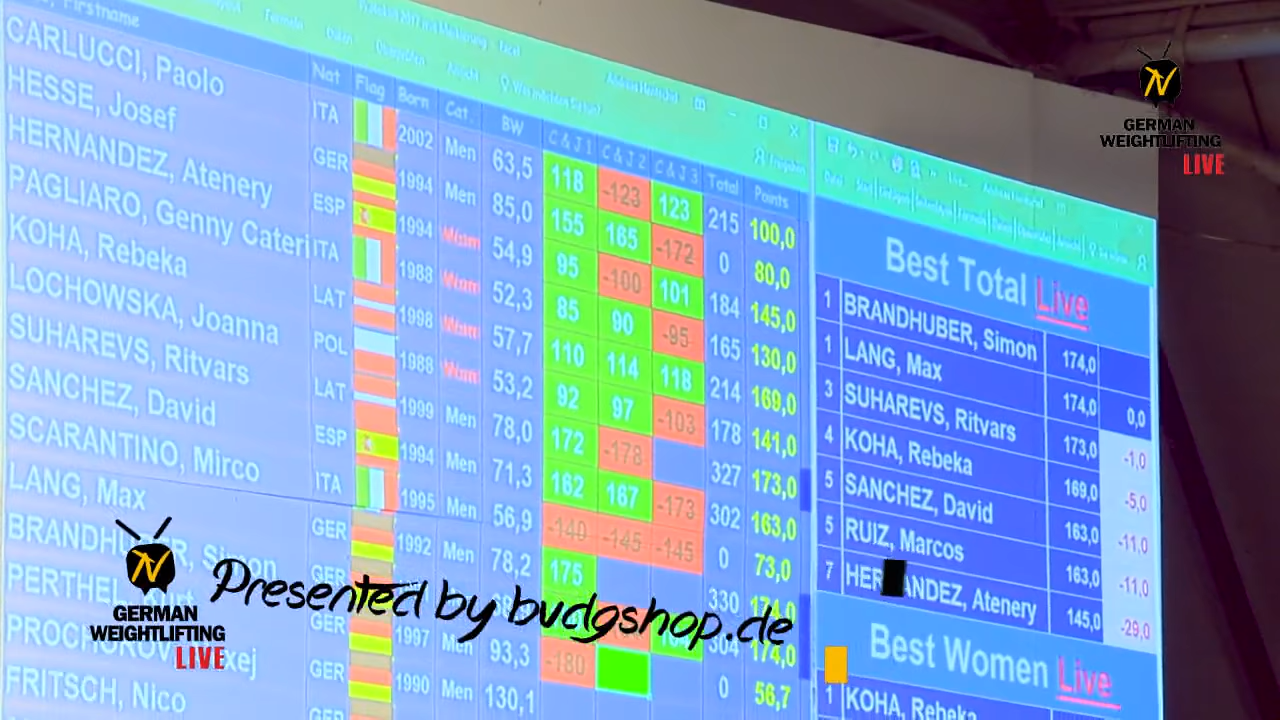 Firstname Nat Flag Born Cat. BW C & J 1 C & J 2 C & J 3 Total Points
CARLUCCI, Paolo ITA 2002 Men 63,5 118 -123 123 215 100,0
HESSE, Josef GER 1994 Men 85,0 155 165 -172 0 80,0
HERNANDEZ, Atenery ESP 1994 Wom 54,9 95 -100 101 184 145,0
PAGLIARO, Genny Cateri ITA 1988 Wom 52,3 85 90 -95 165 130,0
KOHA, Rebeka LAT 1998 Wom 57,7 110 114 118 214 169,0
LOCHOWSKA, Joanna POL 1988 Wom 53,2 92 97 -103 178 141,0
SUHAREVS, Ritvars LAT 1999 Men 78,0 172 -178 327 173,0
SANCHEZ, David ESP 1994 Men 71,3 162 167 -173 302 163,0
SCARANTINO, Mirco ITA 1995 Men 56,9 -140 -145 -145 0 73,0
LANG, Max GER 1992 Men 78,2 175 330 174,0
BRANDHUBER, Simon GER 304 174,0
GER 1997 Men 93,3 -180 0 56,7
GER 1990 Men 130,1
FRITSCH, Nico GER
Best Total Live
1 BRANDHUBER, Simon 174,0
1 LANG, Max 174,0 0,0
3 SUHAREVS, Ritvars 173,0 -1,0
4 KOHA, Rebeka 169,0 -5,0
5 SANCHEZ, David 163,0 -11,0
5 RUIZ, Marcos 163,0 -11,0
7 HERNANDEZ, Atenery 145,0 -29,0
Best Women Live
1 KOHA, Rebeka
GERMAN
WEIGHTLIFTING
LIVE
GERMAN
WEIGHTLIFTING
LIVE
Presented by budgshop.de